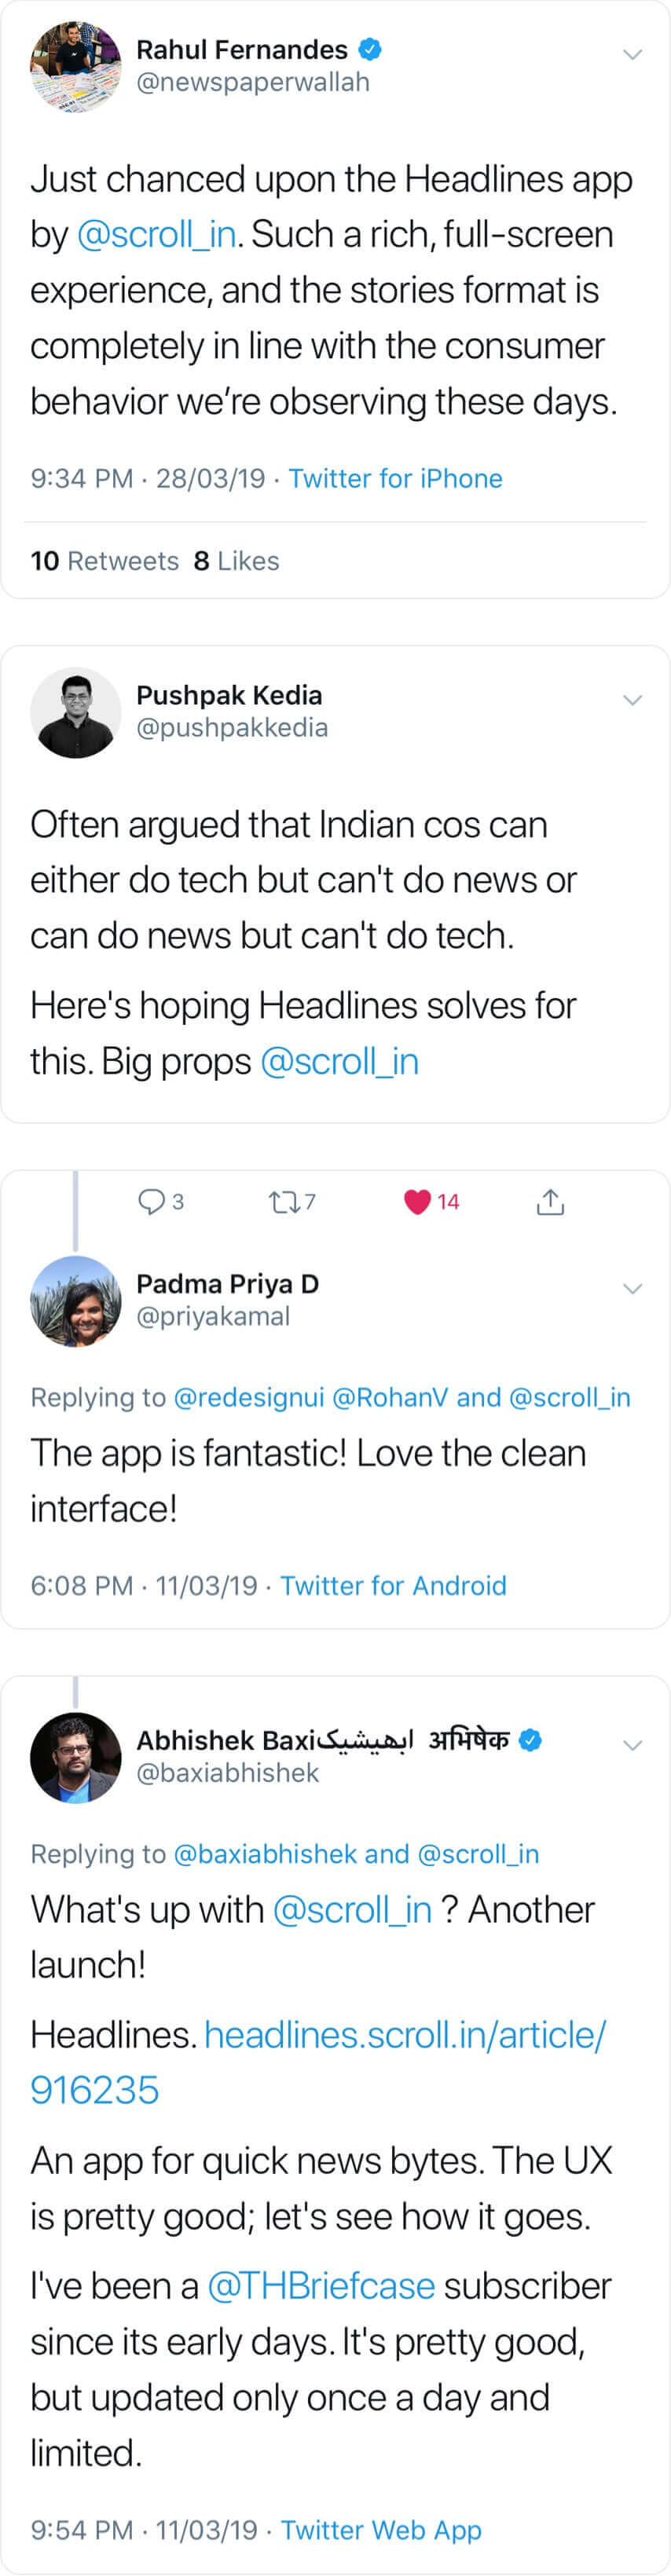 Rahul Fernandes
@newspaperwallah
Just chanced upon the Headlines app
by @scroll_in. Such a rich, full-screen
experience, and the stories format is
completely in line with the consumer
behavior we’re observing these days.
9:34 PM · 28/03/19 · Twitter for iPhone
10 Retweets 8 Likes
Pushpak Kedia
@pushpakkedia
Often argued that Indian cos can
either do tech but can't do news or
can do news but can't do tech.
Here's hoping Headlines solves for
this. Big props @scroll_in
3 7 14
Padma Priya D
@priyakamal
Replying to @redesignui @RohanV and @scroll_in
The app is fantastic! Love the clean
interface!
6:08 PM · 11/03/19 · Twitter for Android
Abhishek Baxi ابهيشيک अभिषेक
@baxiabhishek
Replying to @baxiabhishek and @scroll_in
What's up with @scroll_in ? Another
launch!
Headlines. headlines.scroll.in/article/
916235
An app for quick news bytes. The UX
is pretty good; let's see how it goes.
I've been a @THBriefcase subscriber
since its early days. It's pretty good,
but updated only once a day and
limited.
9:54 PM · 11/03/19 · Twitter Web App